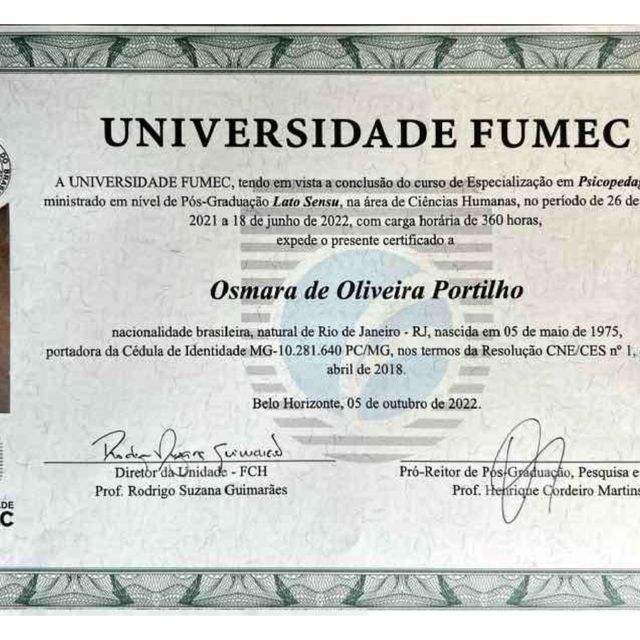 UNIVERSIDADE FUMEC
A UNIVERSIDADE FUMEC, tendo em vista a conclusão do curso de Especialização em Psicopeda
ministrado em nível de Pós-Graduação Lato Sensu, na área de Ciências Humanas, no período de 26 de
2021 a 18 de junho de 2022, com carga horária de 360 horas,
expede o presente certificado a
Osmara de Oliveira Portilho
nacionalidade brasileira, natural de Rio de Janeiro - RJ, nascida em 05 de maio de 1975,
portadora da Cédula de Identidade MG-10.281.640 PC/MG, nos termos da Resolução CNE/CES nº 1,
abril de 2018.
Belo Horizonte, 05 de outubro de 2022.
Diretor da Unidade - FCH
Prof. Rodrigo Suzana Guimarães
Pró-Reitor de Pós-Graduação, Pesquisa e
Prof. Henrique Cordeiro Martins
DE
C